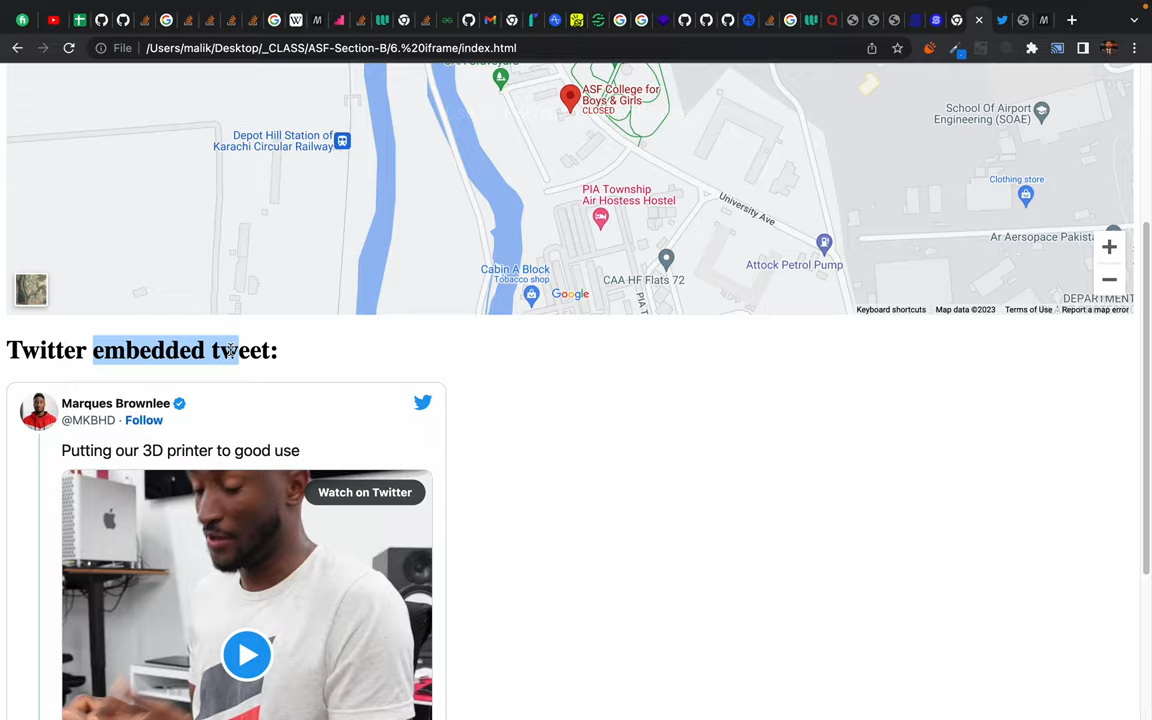 File
/Users/malik/Desktop/_CLASS/ASF-Section-B/6.%20iframe/index.html
ASF College for
Boys & Girls
CLOSED
School Of Airport
Engineering (SOAE)
Depot Hill Station of
Karachi Circular Railway
Clothing store
PIA Township
Air Hostess Hostel
University Ave
Ar Aerospace Pakista
Attock Petrol Pump
Cabin A Block
Tobacco shop
CAA HF Flats 72
Google
PIA T
DEPARTMENT
Keyboard shortcuts
Map data ©2023
Terms of Use
Report a map error
Twitter embedded tweet:
Marques Brownlee
@MKBHD · Follow
Putting our 3D printer to good use
Watch on Twitter